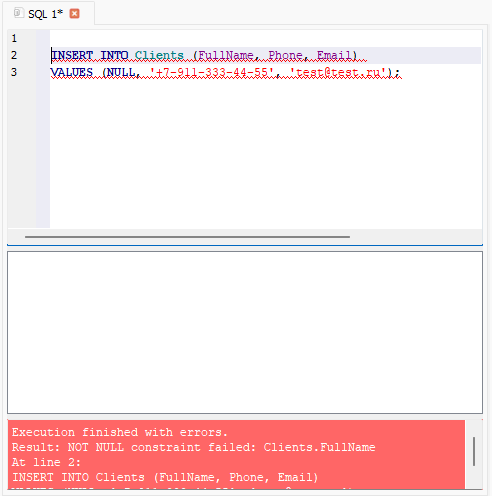 SQL 1*
1
2 INSERT INTO Clients (FullName, Phone, Email)
3 VALUES (NULL, '+7-911-333-44-55', 'test@test.ru');
Execution finished with errors.
Result: NOT NULL constraint failed: Clients.FullName
At line 2:
INSERT INTO Clients (FullName, Phone, Email)